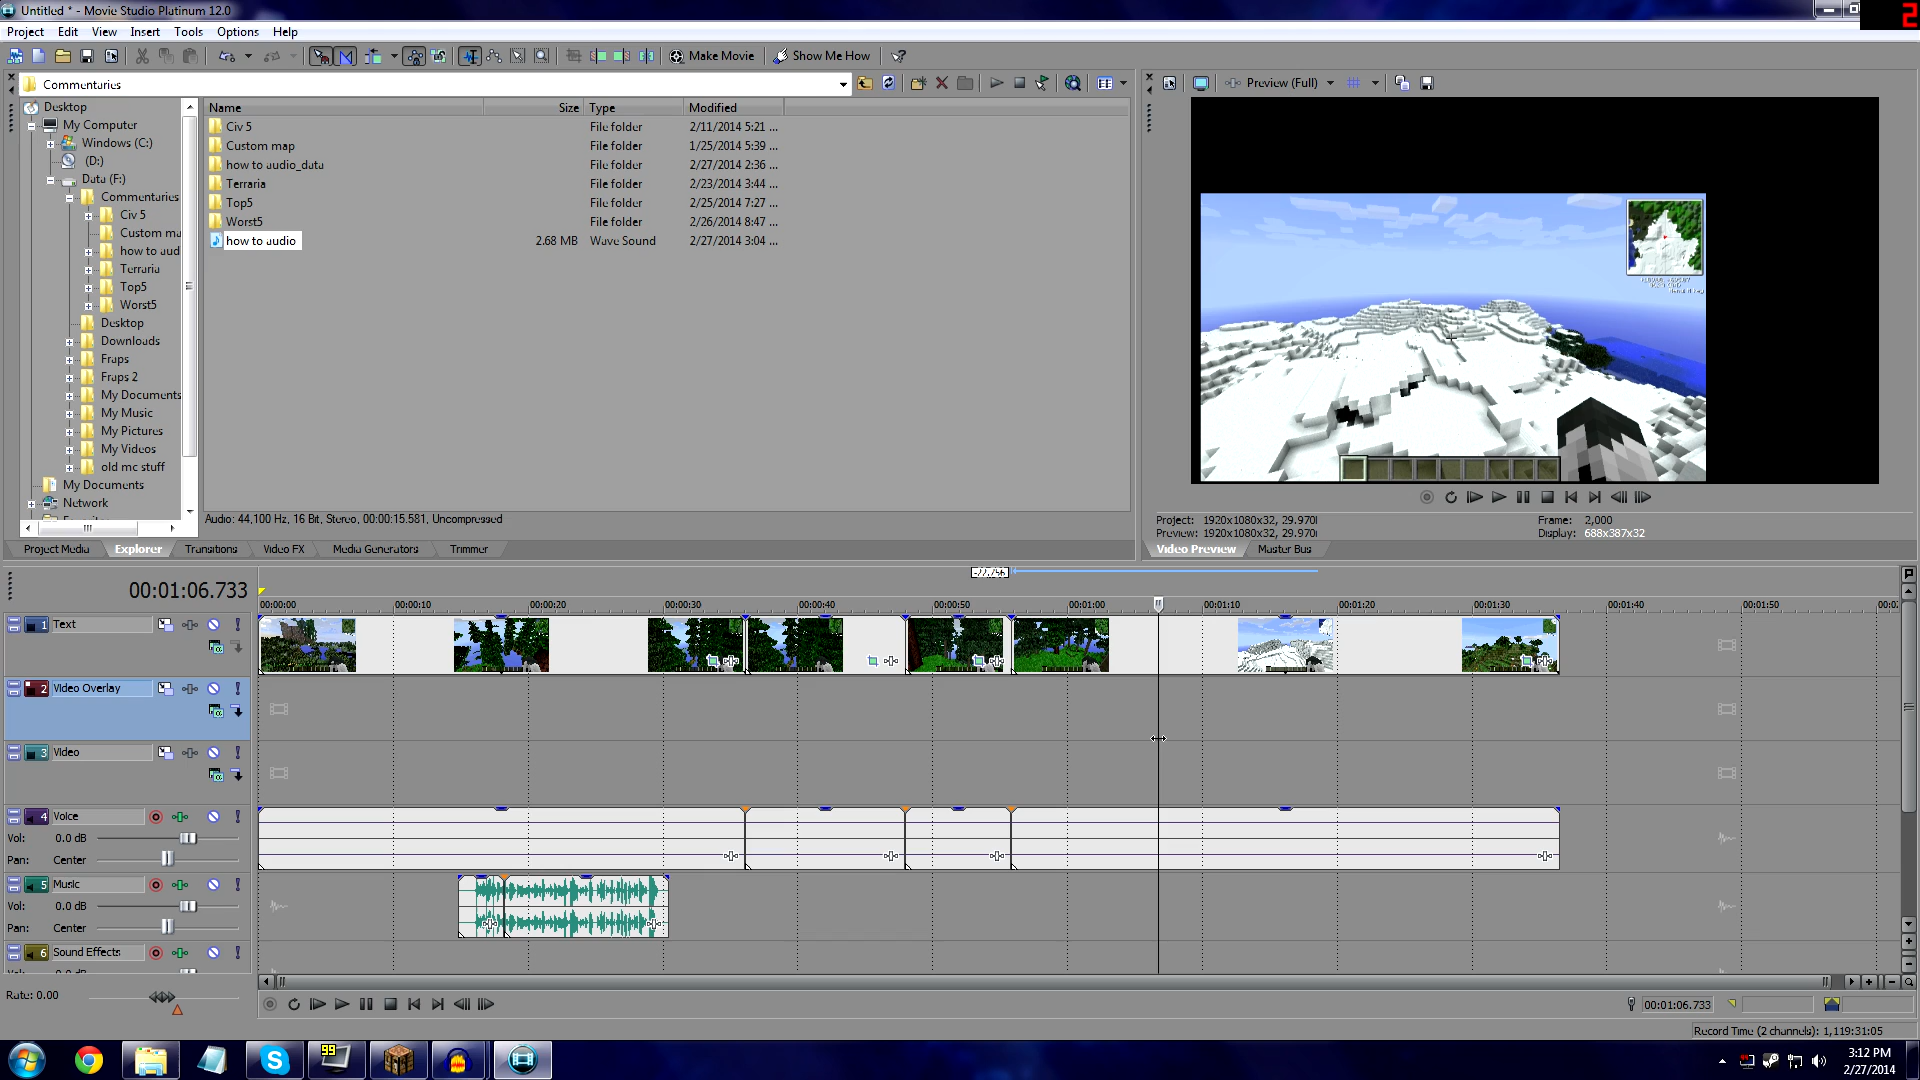 Untitled * - Movie Studio Platinum 12.0
2
Project Edit View Insert Tools Options Help
Make Movie Show Me How
Commentaries
Preview (Full)
Desktop
My Computer
Windows (C:)
(D:)
Data (F:)
Commentaries
Civ 5
Custom ma
how to aud
Terraria
Top5
Worst5
Desktop
Downloads
Fraps
Fraps 2
My Documents
My Music
My Pictures
My Videos
old mc stuff
My Documents
Network
Name Size Type Modified
Civ 5 File folder 2/11/2014 5:21 ...
Custom map File folder 1/25/2014 5:39 ...
how to audio_data File folder 2/27/2014 2:36 ...
Terraria File folder 2/23/2014 3:44 ...
Top5 File folder 2/25/2014 7:27 ...
Worst5 File folder 2/26/2014 8:47 ...
how to audio 2.68 MB Wave Sound 2/27/2014 3:04 ...
Audio: 44,100 Hz, 16 Bit, Stereo, 00:00:15.581, Uncompressed
Project: 1920x1080x32, 29.970i
Preview: 1920x1080x32, 29.970i
Frame: 2,000
Display: 688x387x32
Project Media Explorer Transitions Video FX Media Generators Trimmer
Video Preview Master Bus
00:01:06.733
00:00:00 00:00:10 00:00:20 00:00:30 00:00:40 00:00:50 00:01:00 00:01:10 00:01:20 00:01:30 00:01:40 00:01:50
1 Text
2 Video Overlay
3 Video
4 Voice
Vol: 0.0 dB
Pan: Center
5 Music
Vol: 0.0 dB
Pan: Center
6 Sound Effects
Rate: 0.00
00:01:06.733
Record Time (2 channels): 1,119:31:05
99
3:12 PM
2/27/2014